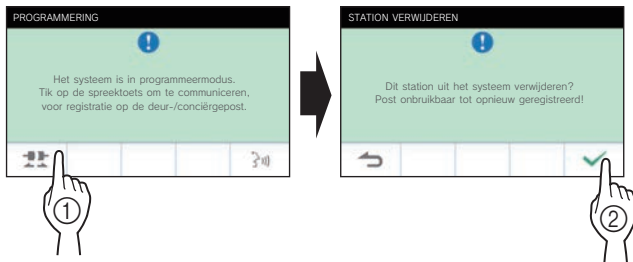 PROGRAMMERING
Het systeem is in programmeermodus.
Tik op de spreektoets om te communiceren,
voor registratie op de deur-/conciërgepost.
1
STATION VERWIJDEREN
Dit station uit het systeem verwijderen?
Post onbruikbaar tot opnieuw geregistreerd!
2